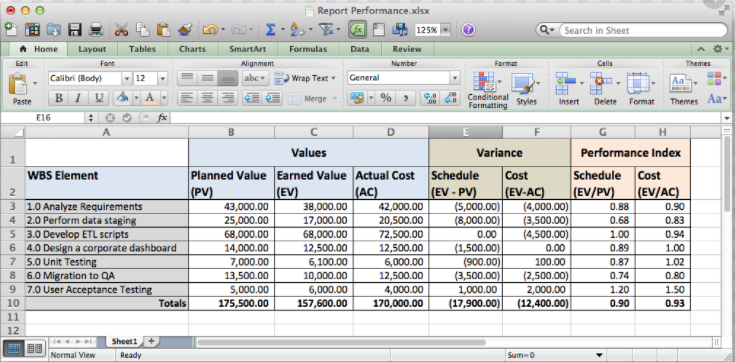 Report Performance.xlsx
125%
Search in Sheet
Home Layout Tables Charts SmartArt Formulas Data Review
Edit Font Alignment Number Format Cells Themes
Calibri (Body) 12 abc Wrap Text General
Paste B I U A Merge % Conditional Formatting Styles Insert Delete Format Themes Aa
E16 fx
A B C D E F G H
1 Values Variance Performance Index
2 WBS Element Planned Value (PV) Earned Value (EV) Actual Cost (AC) Schedule (EV - PV) Cost (EV-AC) Schedule (EV/PV) Cost (EV/AC)
3 1.0 Analyze Requirements 43,000.00 38,000.00 42,000.00 (5,000.00) (4,000.00) 0.88 0.90
4 2.0 Perform data staging 25,000.00 17,000.00 20,500.00 (8,000.00) (3,500.00) 0.68 0.83
5 3.0 Develop ETL scripts 68,000.00 68,000.00 72,500.00 0.00 (4,500.00) 1.00 0.94
6 4.0 Design a corporate dashboard 14,000.00 12,500.00 12,500.00 (1,500.00) 0.00 0.89 1.00
7 5.0 Unit Testing 7,000.00 6,100.00 6,000.00 (900.00) 100.00 0.87 1.02
8 6.0 Migration to QA 13,500.00 10,000.00 12,500.00 (3,500.00) (2,500.00) 0.74 0.80
9 7.0 User Acceptance Testing 5,000.00 6,000.00 4,000.00 1,000.00 2,000.00 1.20 1.50
10 Totals 175,500.00 157,600.00 170,000.00 (17,900.00) (12,400.00) 0.90 0.93
11
12
Sheet1
Normal View Ready Sum=0